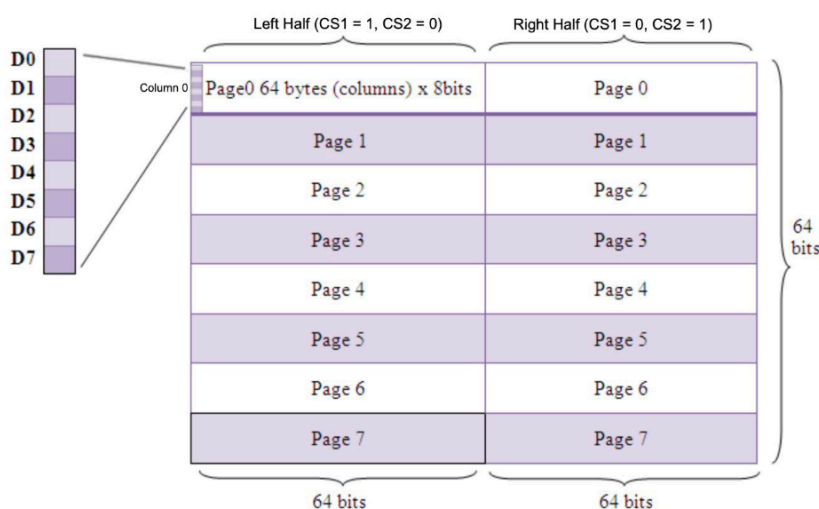 Left Half (CS1 = 1, CS2 = 0)
Right Half (CS1 = 0, CS2 = 1)
D0
D1
D2
D3
D4
D5
D6
D7
Column 0
Page0 64 bytes (columns) x 8bits
Page 0
Page 1
Page 1
Page 2
Page 2
Page 3
Page 3
Page 4
Page 4
Page 5
Page 5
Page 6
Page 6
Page 7
Page 7
64
bits
64 bits
64 bits